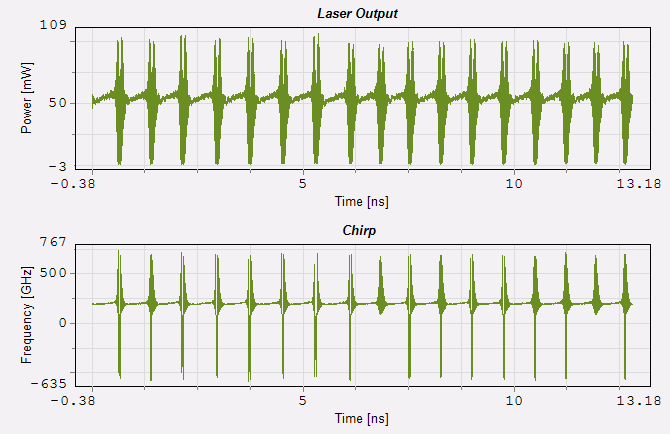 Laser Output
109
50
-3
Power [mW]
-0.38 5 10 13.18
Time [ns]
Chirp
767
500
0
-635
Frequency [GHz]
-0.38 5 10 13.18
Time [ns]